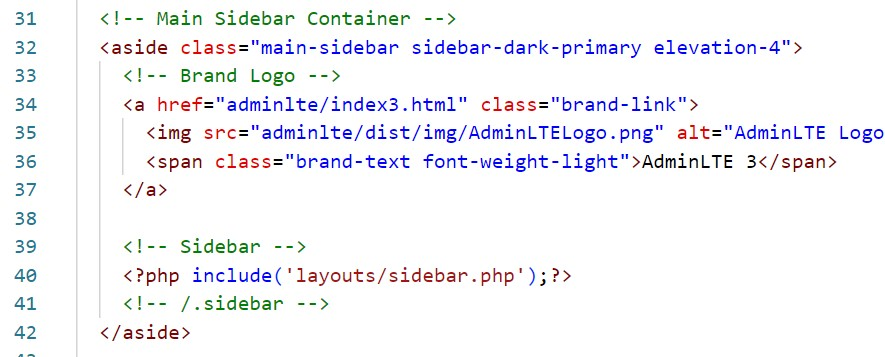 31 <!-- Main Sidebar Container -->
32 <aside class="main-sidebar sidebar-dark-primary elevation-4">
33 <!-- Brand Logo -->
34 <a href="adminlte/index3.html" class="brand-link">
35 <img src="adminlte/dist/img/AdminLTELogo.png" alt="AdminLTE Logo
36 <span class="brand-text font-weight-light">AdminLTE 3</span>
37 </a>
38
39 <!-- Sidebar -->
40 <?php include('layouts/sidebar.php');?>
41 <!-- /.sidebar -->
42 </aside>